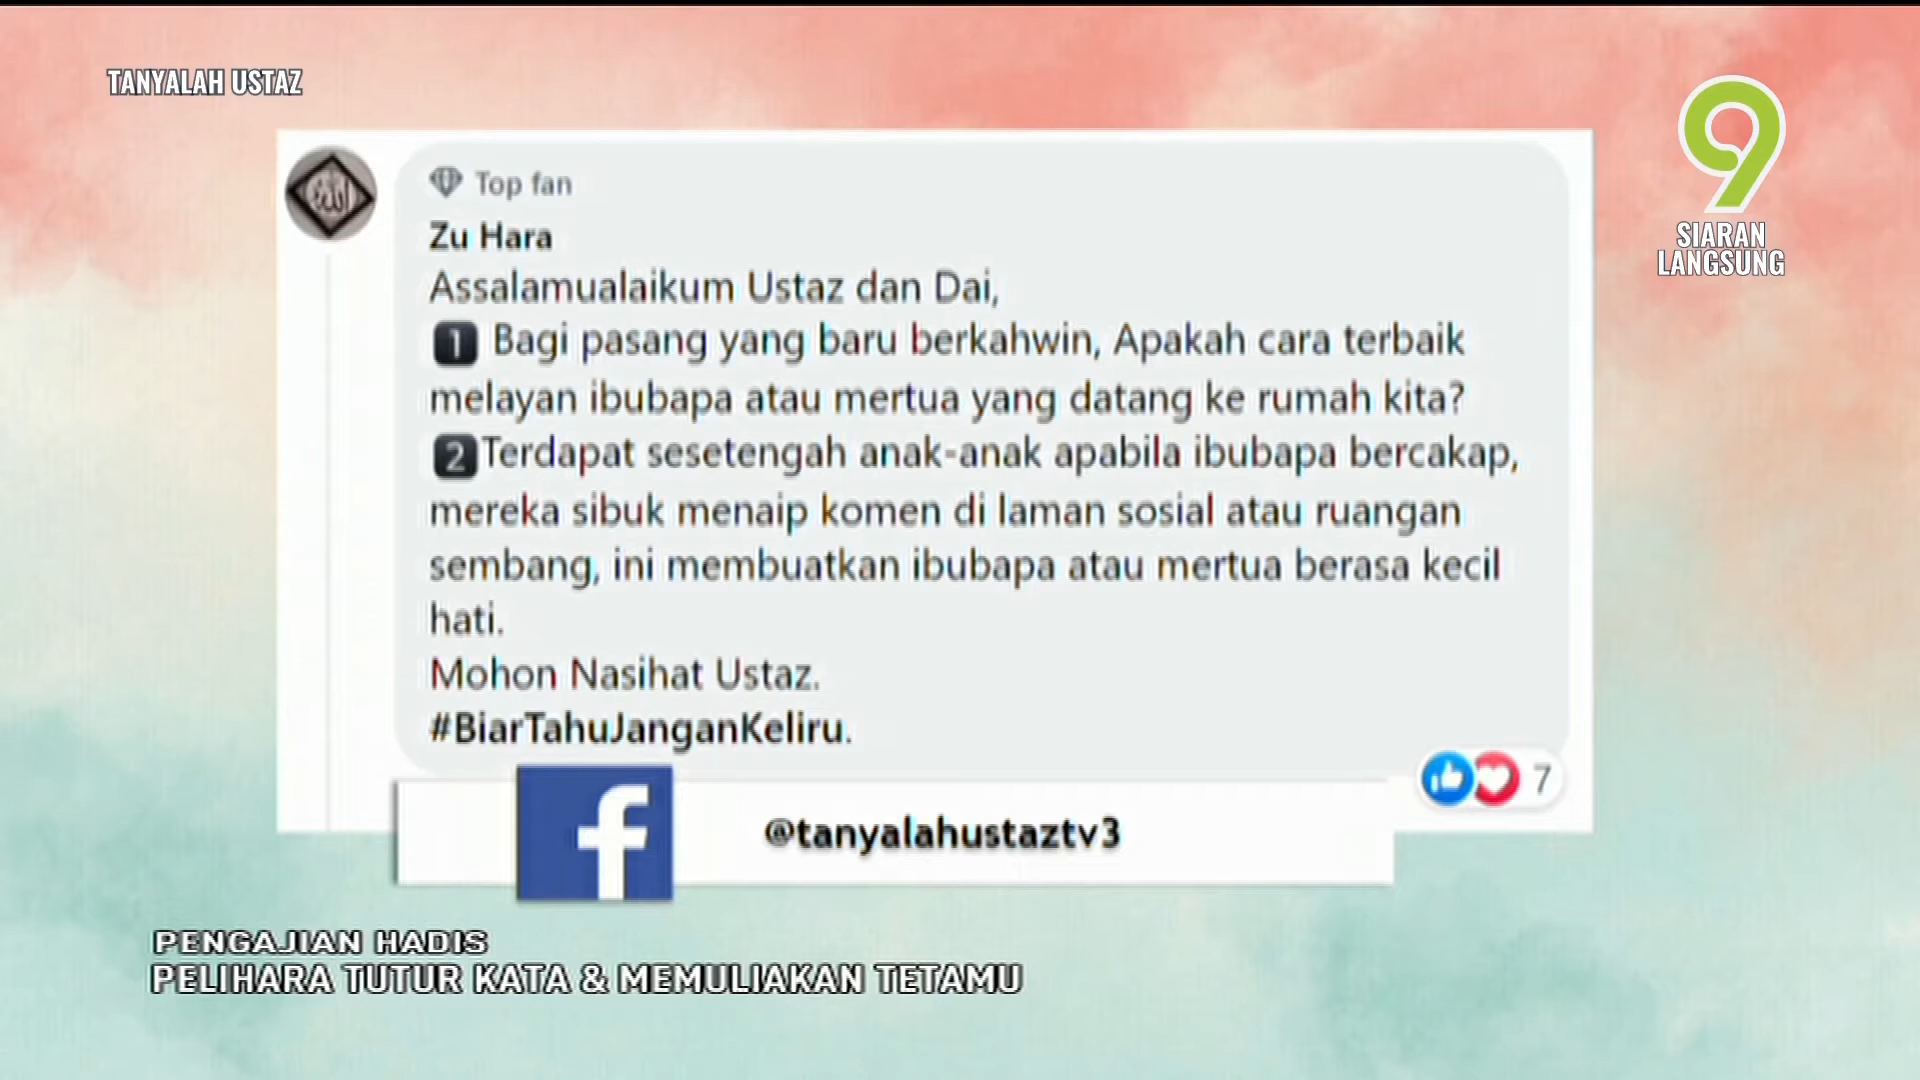 TANYALAH USTAZ
9
SIARAN
LANGSUNG
Top fan
Zu Hara
Assalamualaikum Ustaz dan Dai,
1 Bagi pasang yang baru berkahwin, Apakah cara terbaik
melayan ibubapa atau mertua yang datang ke rumah kita?
2 Terdapat sesetengah anak-anak apabila ibubapa bercakap,
mereka sibuk menaip komen di laman sosial atau ruangan
sembang, ini membuatkan ibubapa atau mertua berasa kecil
hati.
Mohon Nasihat Ustaz.
#BiarTahuJanganKeliru.
7
f @tanyalahustaztv3
PENGAJIAN HADIS
PELIHARA TUTUR KATA & MEMULIAKAN TETAMU